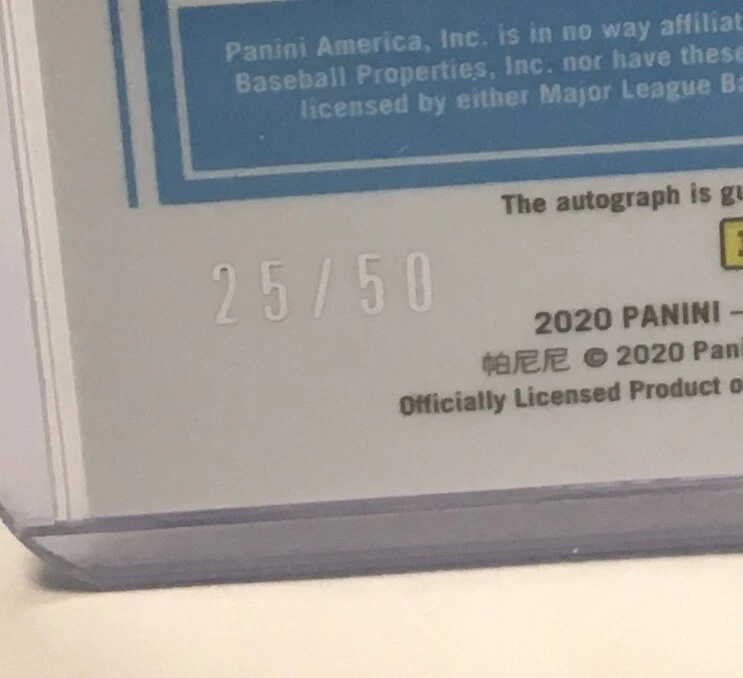 Panini America, Inc. is in no way affiliat
Baseball Properties, Inc. nor have these
licensed by either Major League Ba
The autograph is gu
25/50
2020 PANINI –
帕尼尼 © 2020 Pani
Officially Licensed Product o